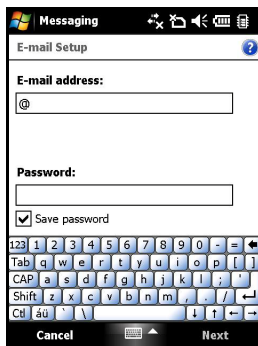 Messaging
E-mail Setup
?
E-mail address:
@
Password:
Save password
123 1 2 3 4 5 6 7 8 9 0 - =
Tab q w e r t y u i o p [ ]
CAP a s d f g h j k l ; '
Shift z x c v b n m , . /
Ctl áü ` \
Cancel Next